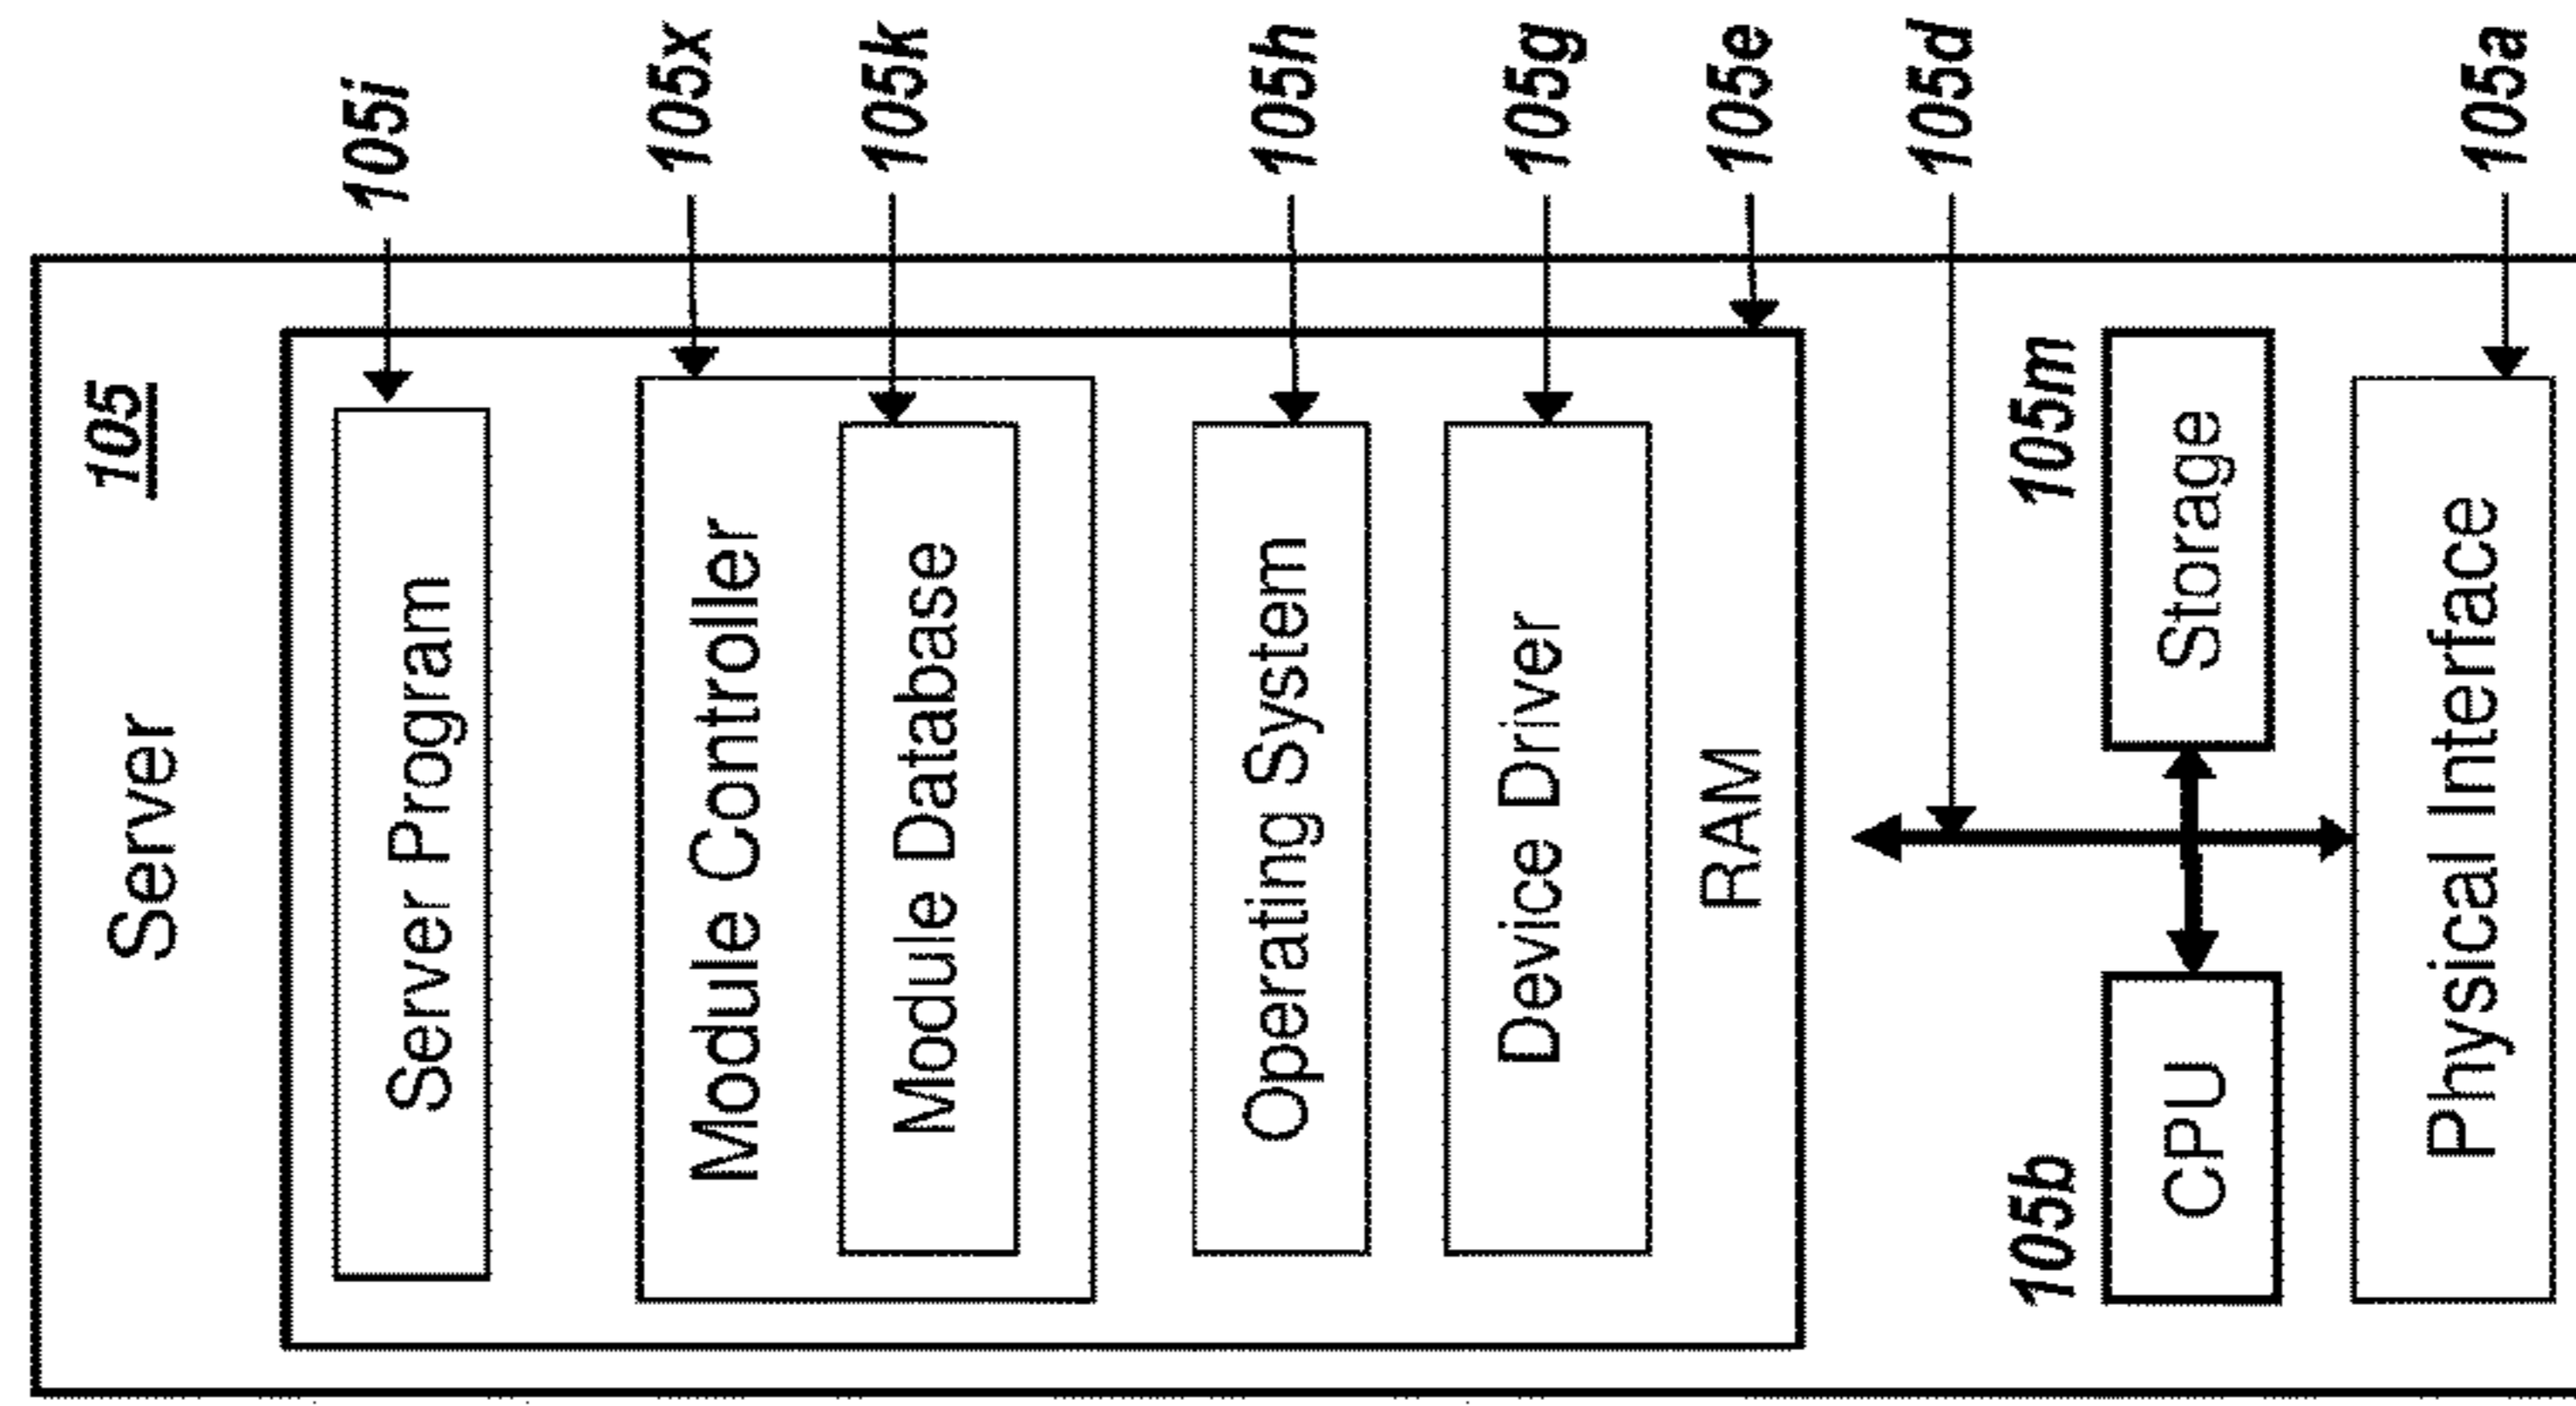 Server
105
Server Program
105i
Module Controller
105x
Module Database
105k
Operating System
105h
Device Driver
105g
RAM
105e
105d
105b
105m
CPU
Storage
Physical Interface
105a